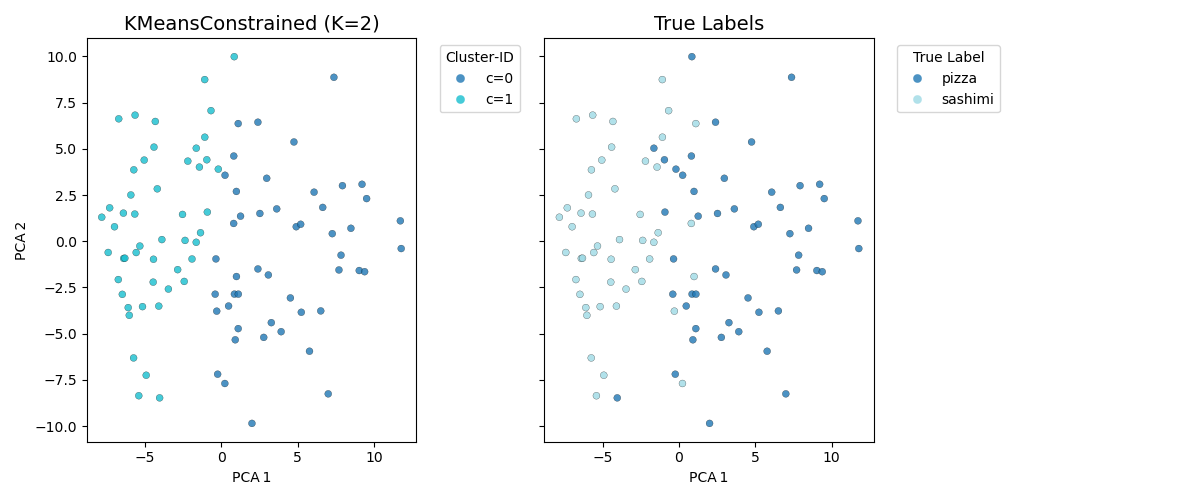 KMeansConstrained (K=2)
True Labels
10.0
7.5
5.0
2.5
0.0
−2.5
−5.0
−7.5
−10.0
PCA 2
−5
0
5
10
PCA 1
Cluster-ID
c=0
c=1
−5
0
5
10
PCA 1
True Label
pizza
sashimi